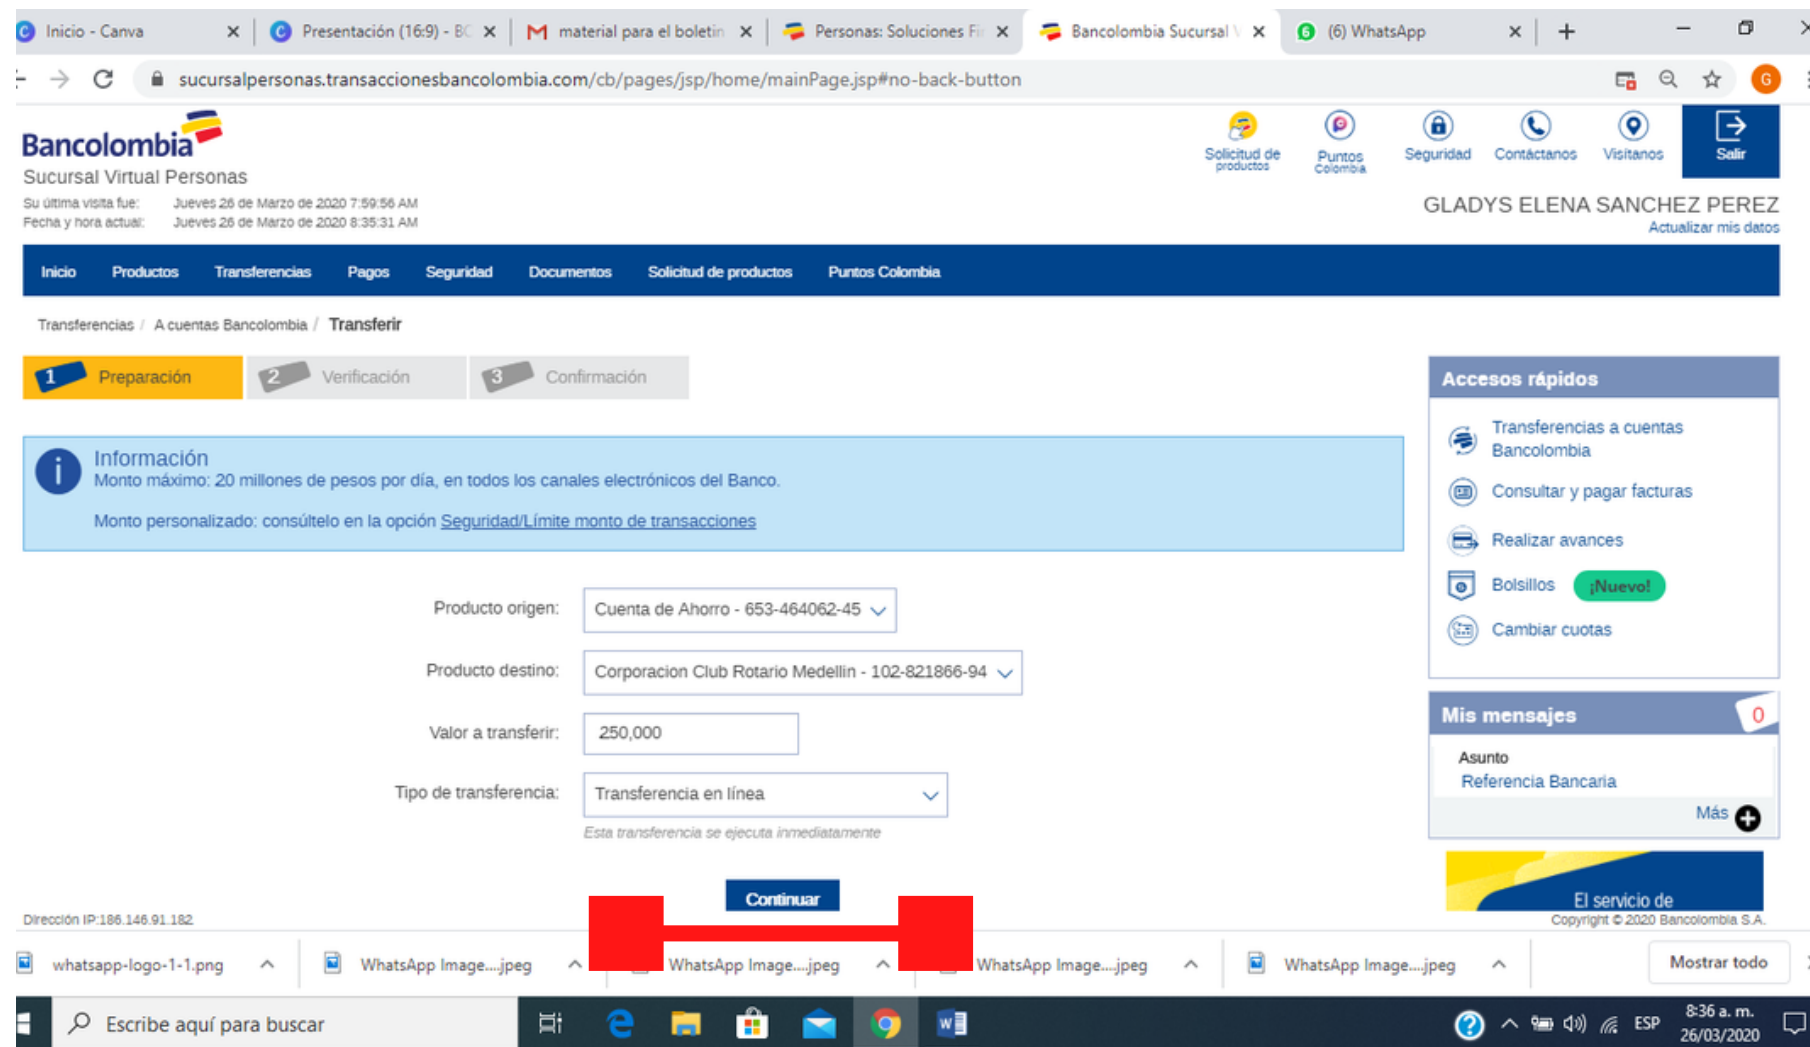 Inicio - Canva
Presentación (16:9) - BC
material para el boletin
Personas: Soluciones Fin
Bancolombia Sucursal V
(6) WhatsApp
sucursalpersonas.transaccionesbancolombia.com/cb/pages/jsp/home/mainPage.jsp#no-back-button
G
Bancolombia
Sucursal Virtual Personas
Su última visita fue: Jueves 26 de Marzo de 2020 7:59:56 AM
Fecha y hora actual: Jueves 26 de Marzo de 2020 8:35:31 AM
Solicitud de productos
Puntos Colombia
Seguridad
Contáctanos
Visítanos
Salir
GLADYS ELENA SANCHEZ PEREZ
Actualizar mis datos
Inicio Productos Transferencias Pagos Seguridad Documentos Solicitud de productos Puntos Colombia
Transferencias / A cuentas Bancolombia / Transferir
1 Preparación
2 Verificación
3 Confirmación
Información
Monto máximo: 20 millones de pesos por día, en todos los canales electrónicos del Banco.
Monto personalizado: consúltelo en la opción Seguridad/Límite monto de transacciones
Producto origen: Cuenta de Ahorro - 653-464062-45
Producto destino: Corporacion Club Rotario Medellin - 102-821866-94
Valor a transferir: 250,000
Tipo de transferencia: Transferencia en línea
Esta transferencia se ejecuta inmediatamente
Continuar
Accesos rápidos
Transferencias a cuentas
Bancolombia
Consultar y pagar facturas
Realizar avances
Bolsillos ¡Nuevo!
Cambiar cuotas
Mis mensajes 0
Asunto
Referencia Bancaria
Más
El servicio de
Dirección IP:186.146.91.182
Copyright © 2020 Bancolombia S.A.
whatsapp-logo-1-1.png
WhatsApp Image....jpeg
WhatsApp Image....jpeg
WhatsApp Image....jpeg
WhatsApp Image....jpeg
Mostrar todo
Escribe aquí para buscar
ESP
8:36 a. m.
26/03/2020